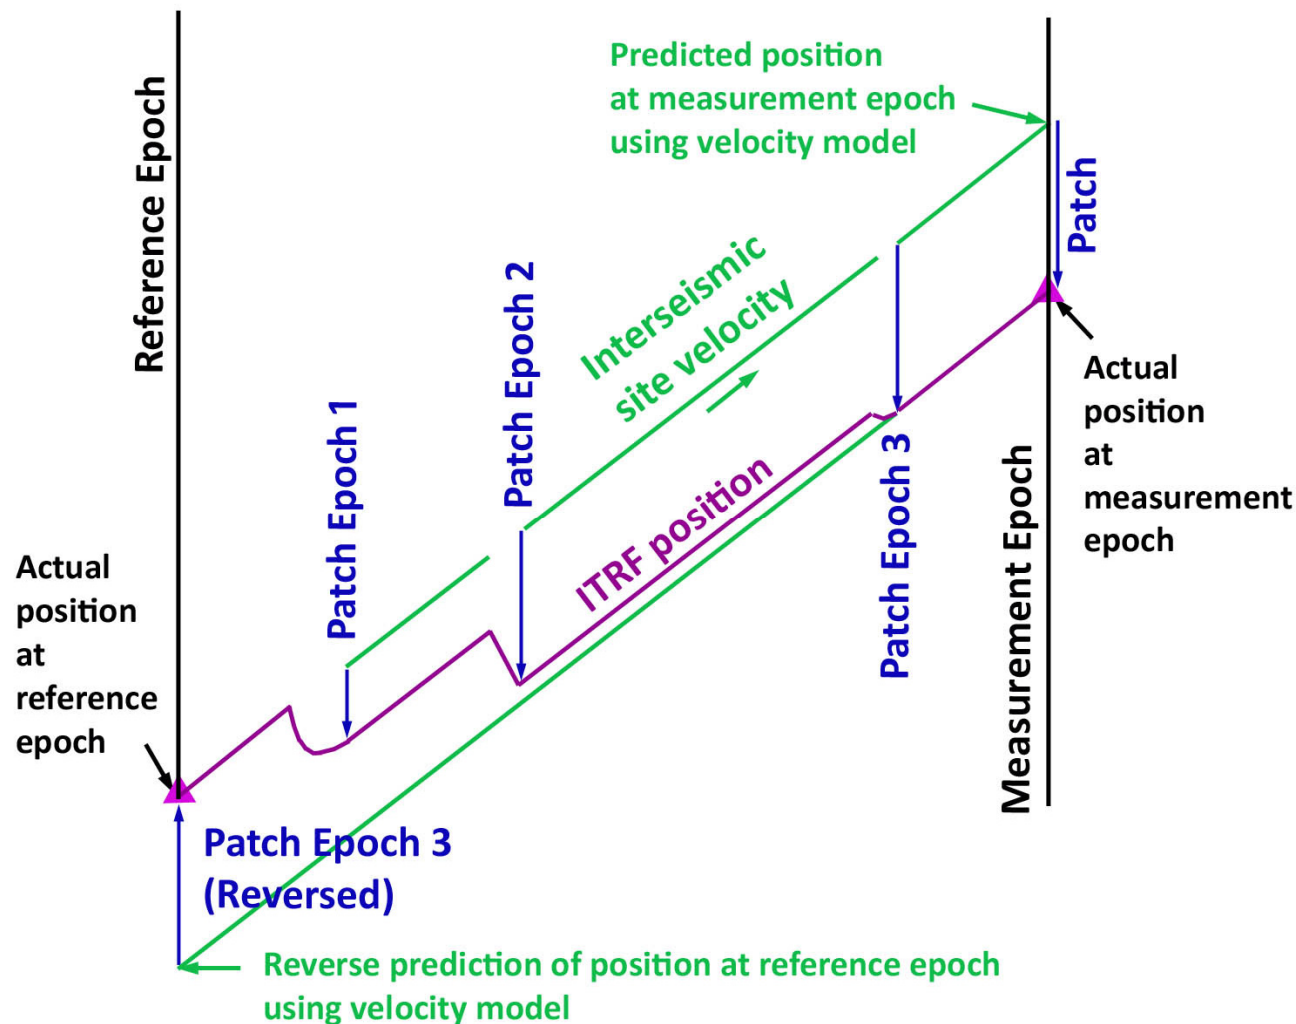 Reference Epoch
Predicted position
at measurement epoch
using velocity model
Patch
Interseismic
site velocity
Patch Epoch 2
Patch Epoch 1
ITRF position
Patch Epoch 3
Measurement Epoch
Actual
position
at
measurement
epoch
Actual
position
at
reference
epoch
Patch Epoch 3
(Reversed)
Reverse prediction of position at reference epoch
using velocity model